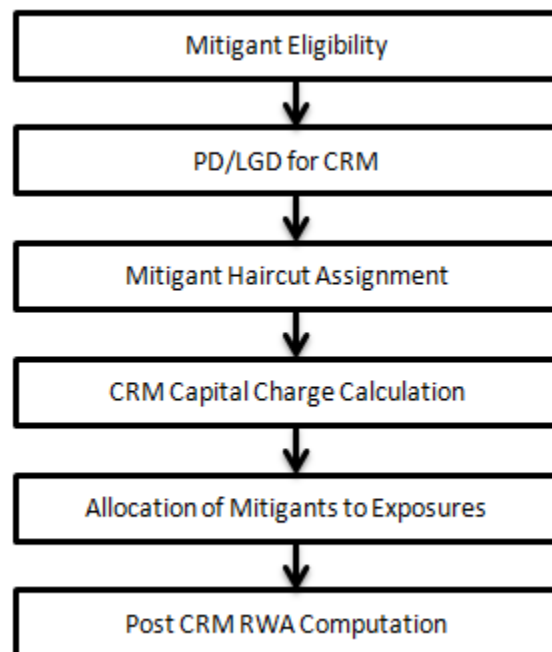 Mitigant Eligibility
PD/LGD for CRM
Mitigant Haircut Assignment
CRM Capital Charge Calculation
Allocation of Mitigants to Exposures
Post CRM RWA Computation